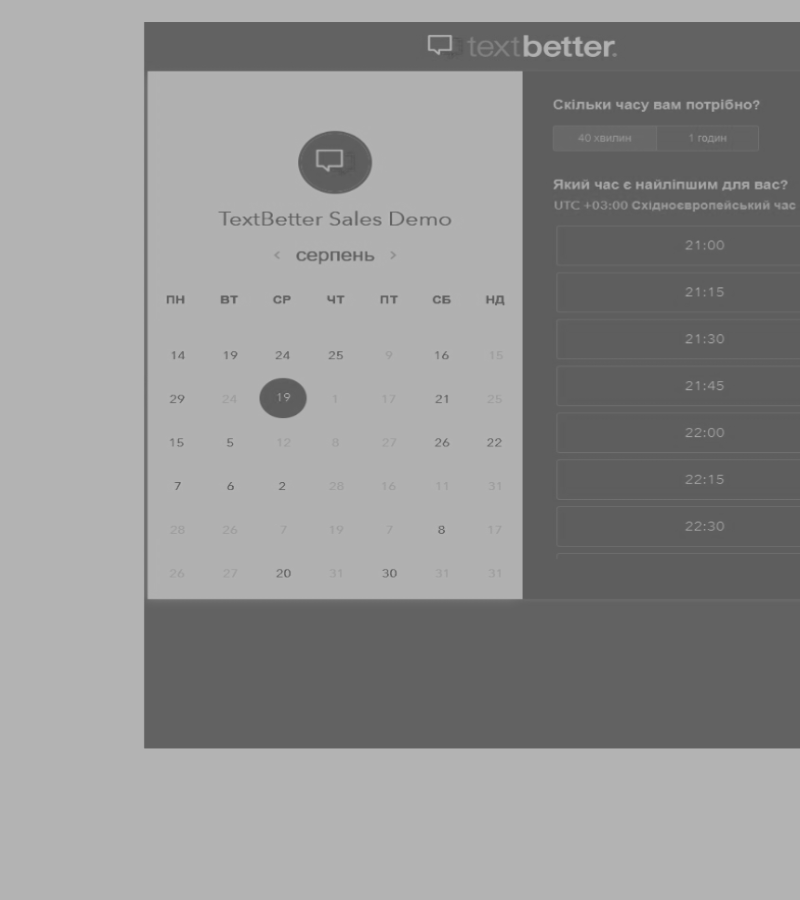 textbetter.
TextBetter Sales Demo
‹ серпень ›
ПН ВТ СР ЧТ ПТ СБ НД
14 19 24 25 9 16 15
29 24 19 1 17 21 25
15 5 12 8 27 26 22
7 6 2 28 16 11 31
28 26 7 19 7 8 17
26 27 20 31 30 31 31
Скільки часу вам потрібно?
40 хвилин 1 годин
Який час є найліпшим для вас?
UTC +03:00 Східноєвропейський час
21:00
21:15
21:30
21:45
22:00
22:15
22:30